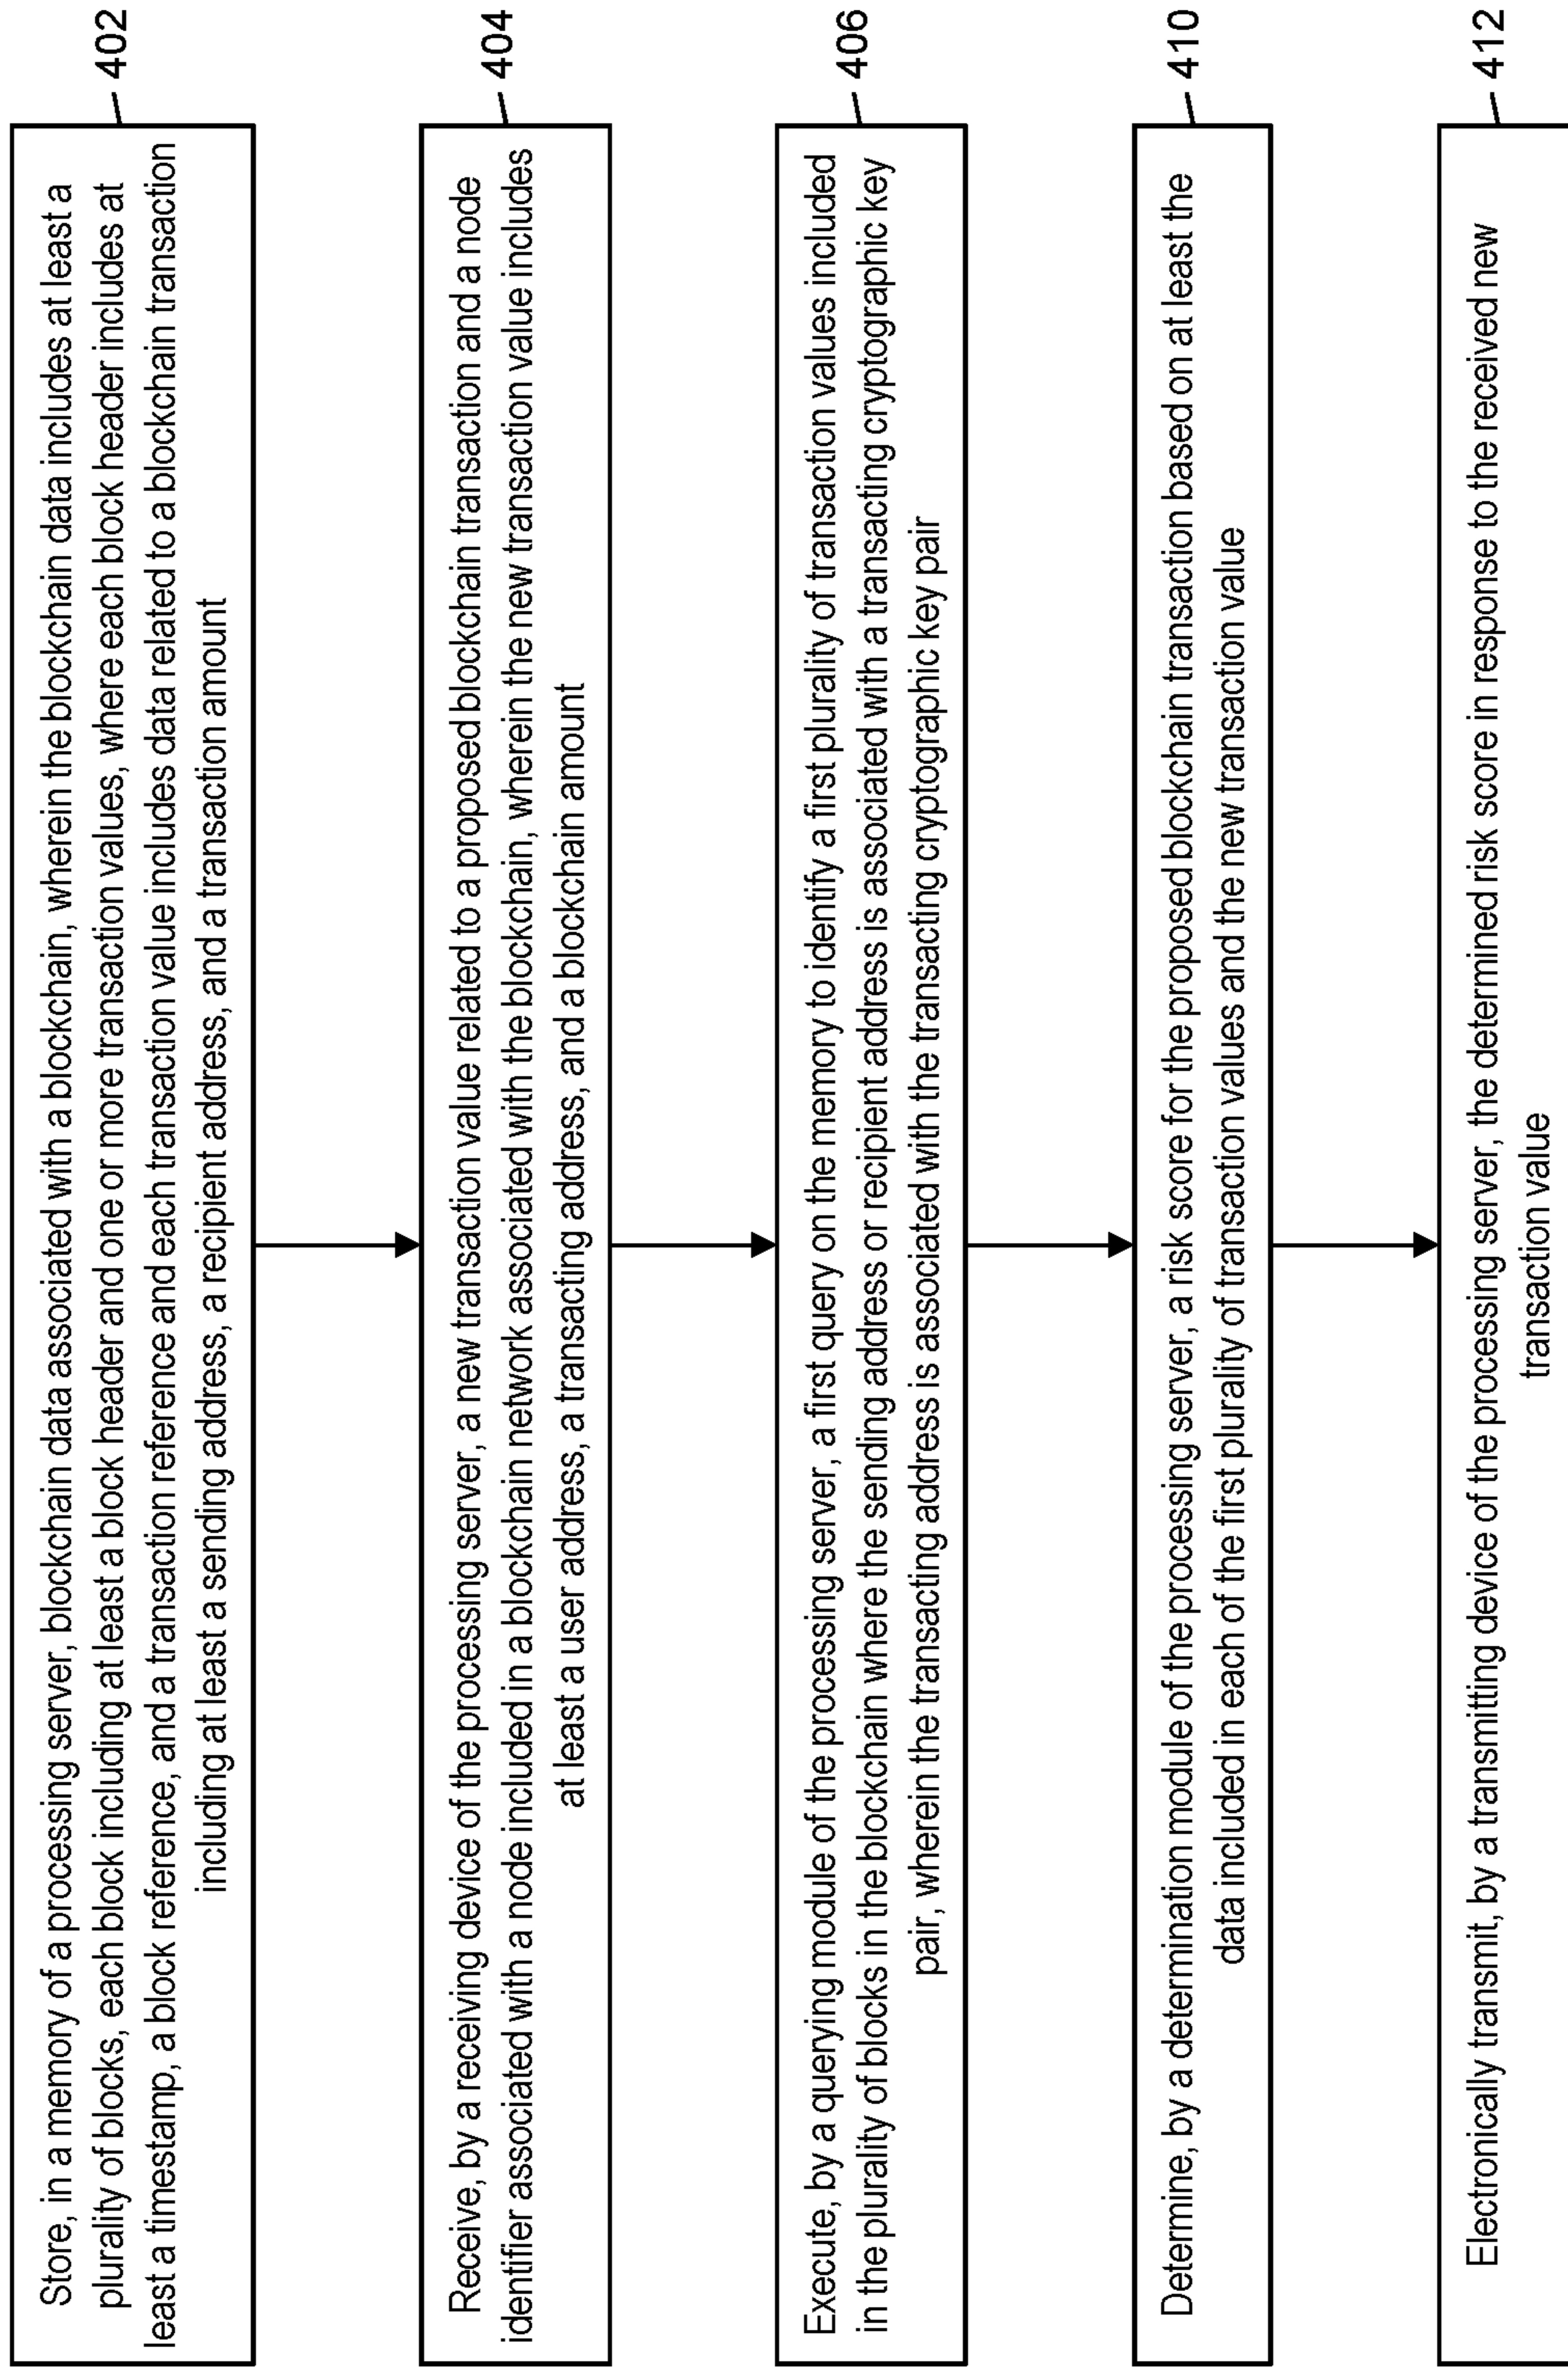 Store, in a memory of a processing server, blockchain data associated with a blockchain, wherein the blockchain data includes at least a
plurality of blocks, each block including at least a block header and one or more transaction values, where each block header includes at
least a timestamp, a block reference, and a transaction reference and each transaction value includes data related to a blockchain transaction
including at least a sending address, a recipient address, and a transaction amount
402
Receive, by a receiving device of the processing server, a new transaction value related to a proposed blockchain transaction and a node
identifier associated with a node included in a blockchain network associated with the blockchain, wherein the new transaction value includes
at least a user address, a transacting address, and a blockchain amount
404
Execute, by a querying module of the processing server, a first query on the memory to identify a first plurality of transaction values included
in the plurality of blocks in the blockchain where the sending address or recipient address is associated with a transacting cryptographic key
pair, wherein the transacting address is associated with the transacting cryptographic key pair
406
Determine, by a determination module of the processing server, a risk score for the proposed blockchain transaction based on at least the
data included in each of the first plurality of transaction values and the new transaction value
410
Electronically transmit, by a transmitting device of the processing server, the determined risk score in response to the received new
transaction value
412